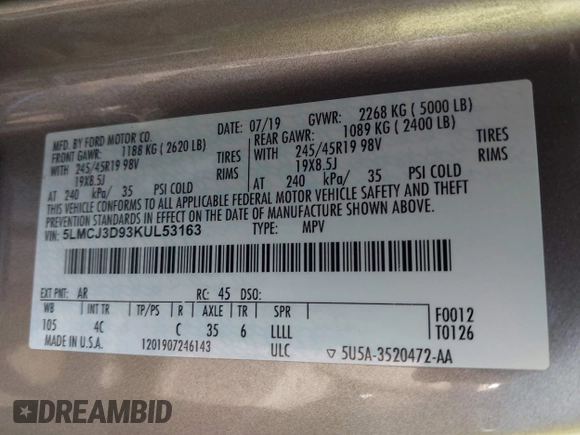 MFD. BY FORD MOTOR CO.
DATE: 07/19 GVWR: 2268 KG ( 5000 LB)
FRONT GAWR: 1188 KG ( 2620 LB) REAR GAWR: 1089 KG ( 2400 LB)
WITH 245/45R19 98V TIRES WITH 245/45R19 98V TIRES
19X8.5J RIMS 19X8.5J RIMS
AT 240 kPa/ 35 PSI COLD AT 240 kPa/ 35 PSI COLD
THIS VEHICLE CONFORMS TO ALL APPLICABLE FEDERAL MOTOR VEHICLE SAFETY AND THEFT
PREVENTION STANDARDS IN EFFECT ON THE DATE OF MANUFACTURE SHOWN ABOVE.
VIN: 5LMCJ3D93KUL53163 TYPE: MPV
EXT PNT: AR RC: 45 DSO:
WB INT TR TP/PS R AXLE TR SPR
105 4C C 35 6 LLLL
F0012
T0126
MADE IN U.S.A. 1201907246143 ULC ▽ 5U5A-3520472-AA
DREAMBID